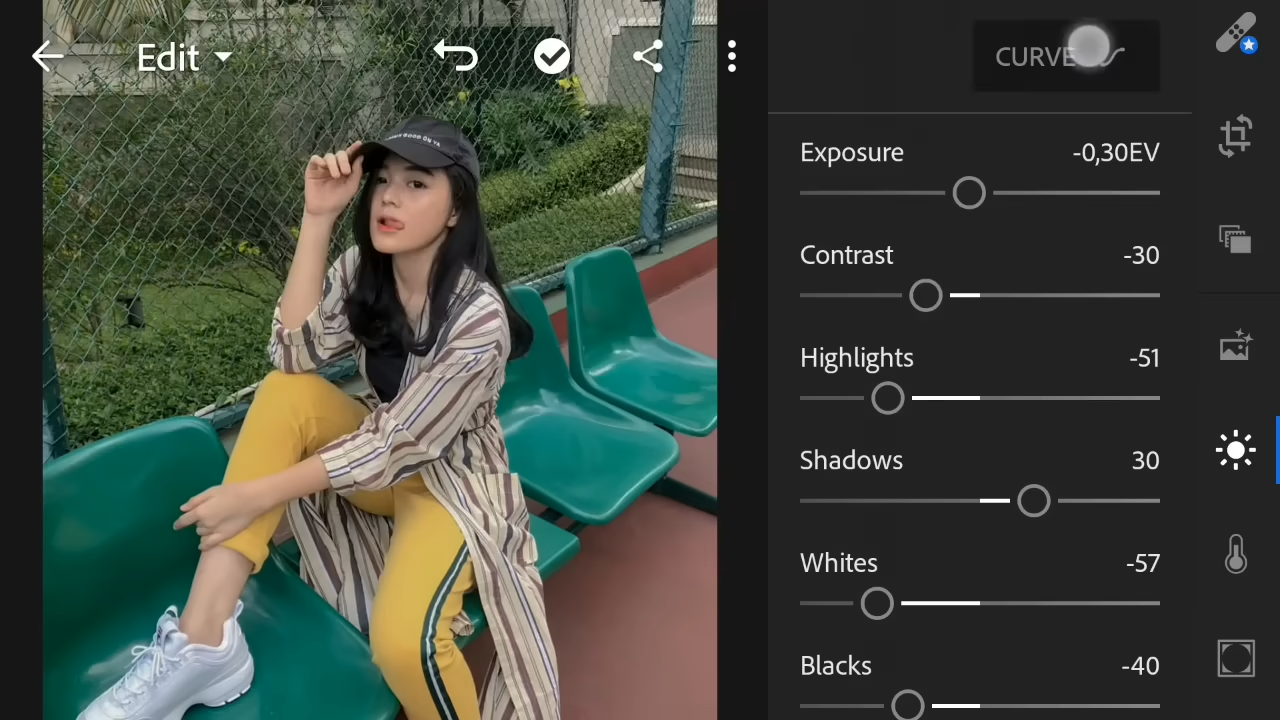 Edit
CURVE
Exposure -0,30EV
Contrast -30
Highlights -51
Shadows 30
Whites -57
Blacks -40